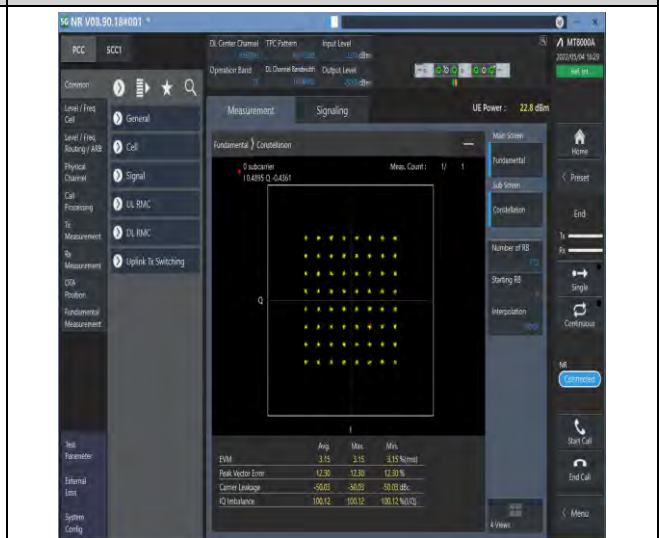 5G NR V08.90.18#001 *
PCC SCC1
DL Center Channel TPC Pattern Input Level
Operation Band DL Channel Bandwidth Output Level
MT8000A
2022/05/04 16:29
Ref. Int.
Common
Level / Freq.
Cell
Level / Freq.
Routing / ARB
Physical
Channel
Call
Processing
Tx
Measurement
Rx
Measurement
OTA
Position
Fundamental
Measurement
Test
Parameter
External
Loss
System
Config
General
Cell
Signal
UL RMC
DL RMC
Uplink Tx Switching
Measurement Signaling UE Power : 22.8 dBm
Fundamental Constellation
0 subcarrier Meas. Count : 1/ 1
I 0.4895 Q -0.4361
Q
I
Avg. Max. Min.
EVM 3.15 3.15 3.15 %(rms)
Peak Vector Error 12.30 12.30 12.30 %
Carrier Leakage -50.03 -50.03 -50.03 dBc
IQ Imbalance 100.12 100.12 100.12 %(I/Q)
Main Screen
Fundamental
Sub Screen
Constellation
Number of RB
Starting RB
Interpolation
4 Views
Home
Preset
End
Tx
Rx
Single
Continuous
NR
Connected
Start Call
End Call
Menu